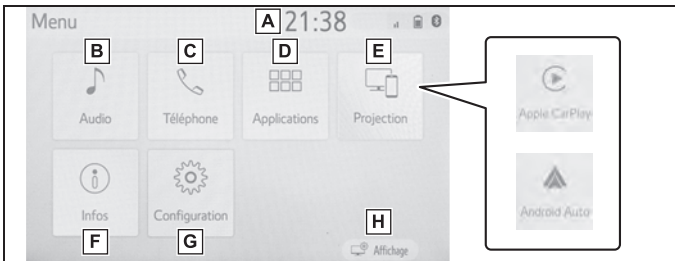 Menu A 21:38
B C D E
Audio Téléphone Applications Projection
Apple CarPlay
Infos Configuration
Android Auto
F G H
Affichage